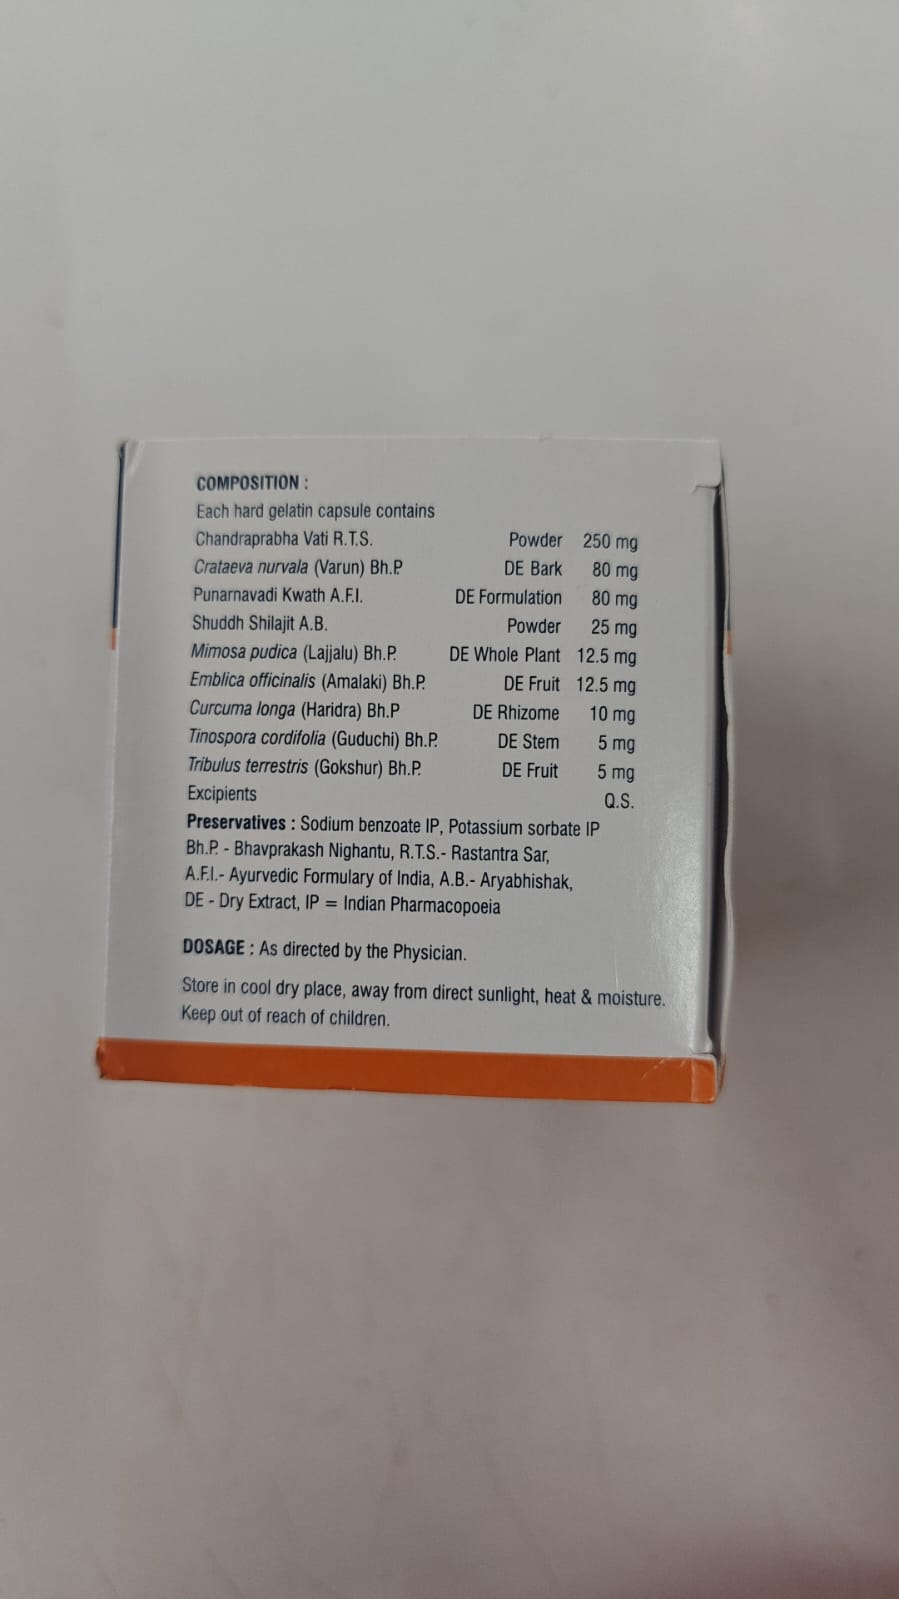 COMPOSITION :
Each hard gelatin capsule contains
Chandraprabha Vati R.T.S. Powder 250 mg
Crataeva nurvala (Varun) Bh.P DE Bark 80 mg
Punarnavadi Kwath A.F.I. DE Formulation 80 mg
Shuddh Shilajit A.B. Powder 25 mg
Mimosa pudica (Lajjalu) Bh.P. DE Whole Plant 12.5 mg
Emblica officinalis (Amalaki) Bh.P. DE Fruit 12.5 mg
Curcuma longa (Haridra) Bh.P DE Rhizome 10 mg
Tinospora cordifolia (Guduchi) Bh.P. DE Stem 5 mg
Tribulus terrestris (Gokshur) Bh.P. DE Fruit 5 mg
Excipients Q.S.
Preservatives : Sodium benzoate IP, Potassium sorbate IP
Bh.P. - Bhavprakash Nighantu, R.T.S.- Rastantra Sar,
A.F.I.- Ayurvedic Formulary of India, A.B.- Aryabhishak,
DE - Dry Extract, IP = Indian Pharmacopoeia
DOSAGE : As directed by the Physician.
Store in cool dry place, away from direct sunlight, heat & moisture.
Keep out of reach of children.